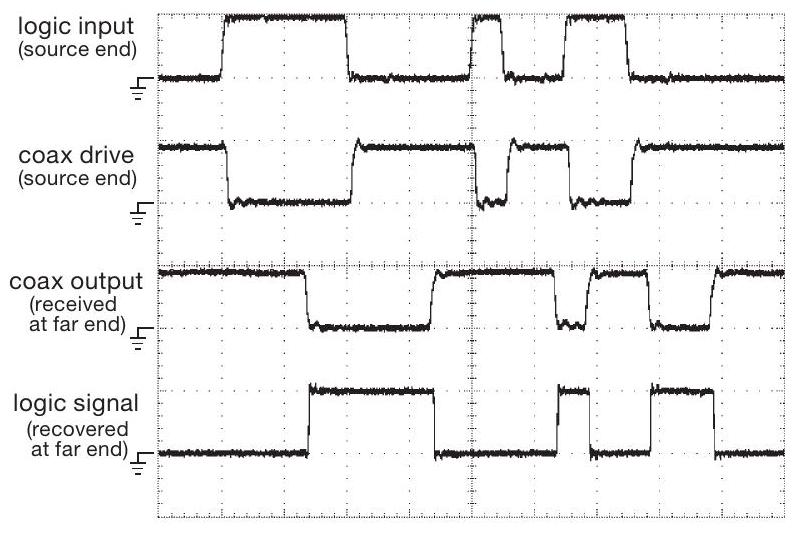 logic input
(source end)
coax drive
(source end)
coax output
(received
at far end)
logic signal
(recovered
at far end)